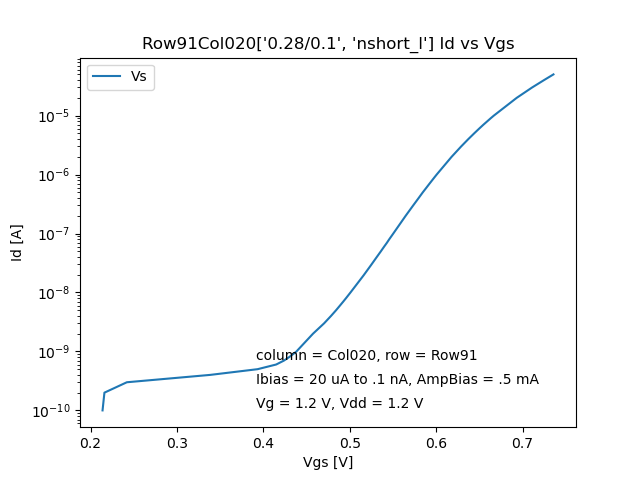 Row91Col020['0.28/0.1', 'nshort_l'] Id vs Vgs
Vs
10⁻⁵
10⁻⁶
10⁻⁷
10⁻⁸
10⁻⁹
10⁻¹⁰
Id [A]
column = Col020, row = Row91
Ibias = 20 uA to .1 nA, AmpBias = .5 mA
Vg = 1.2 V, Vdd = 1.2 V
0.2 0.3 0.4 0.5 0.6 0.7
Vgs [V]